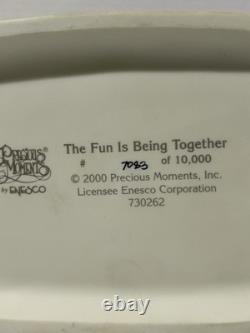 Precious
Moments®
by ENESCO
The Fun Is Being Together
# 7083 of 10,000
© 2000 Precious Moments, Inc.
Licensee Enesco Corporation
730262
ebay